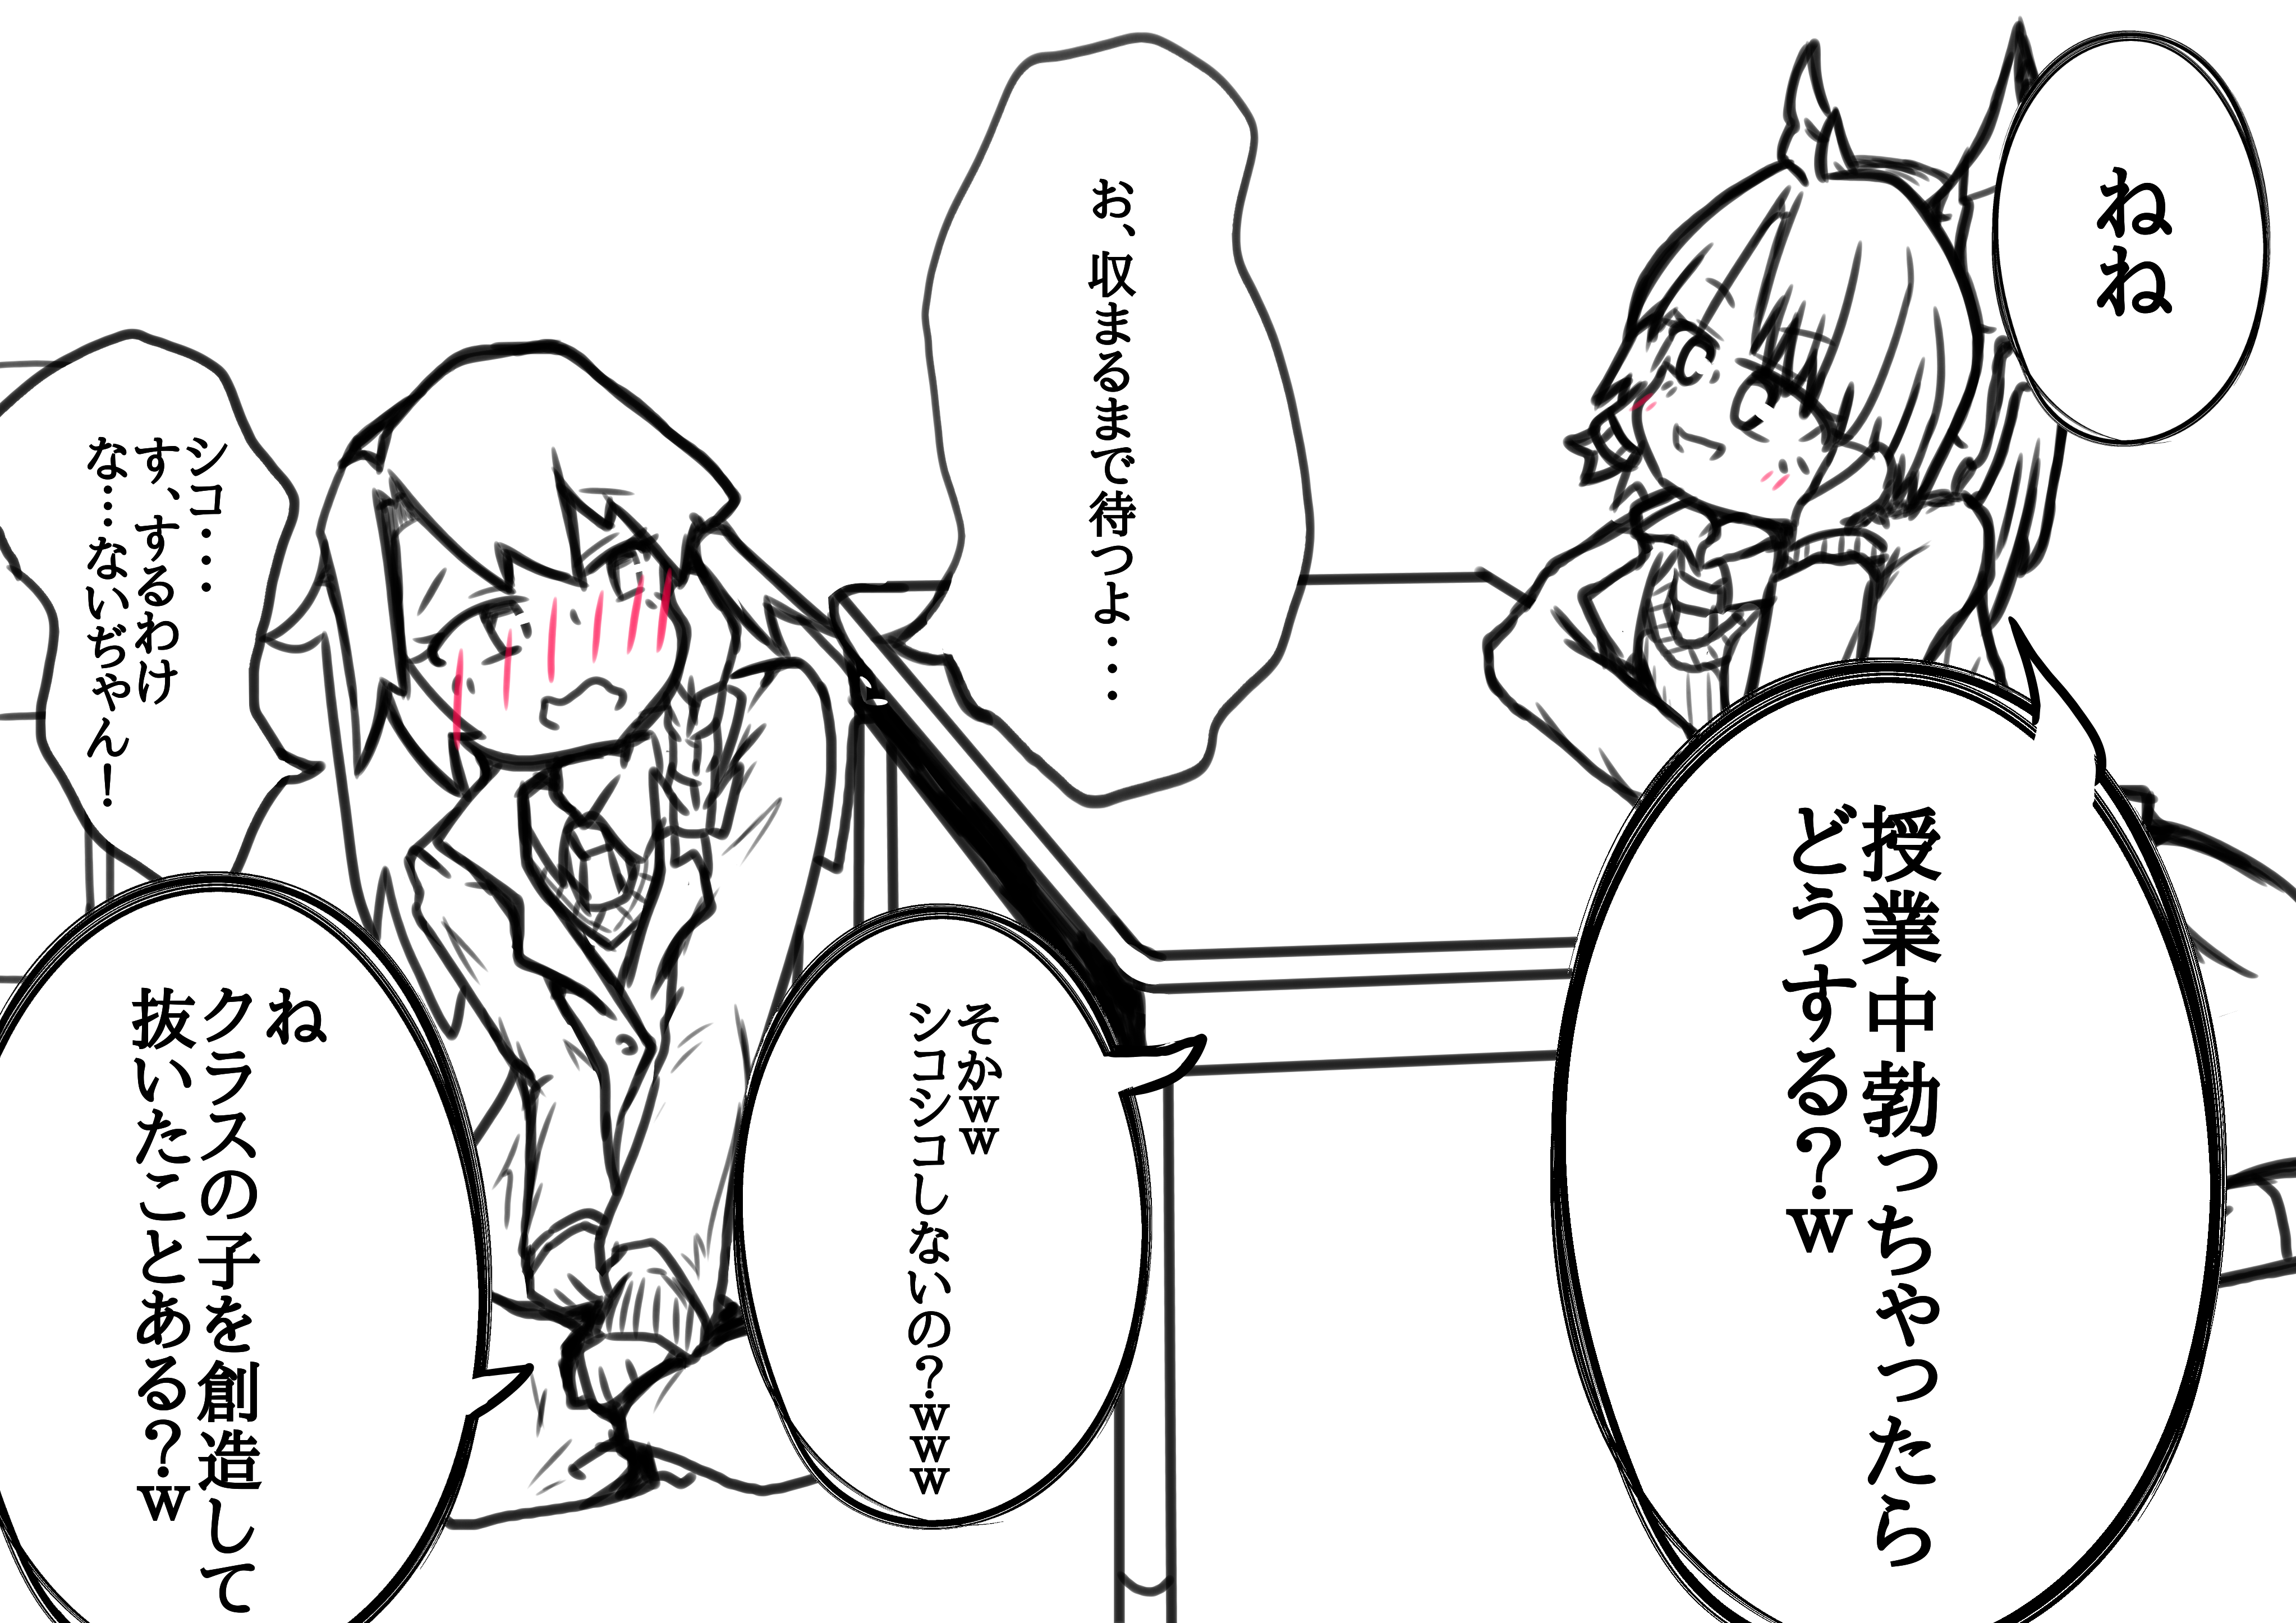 ねね
授業中勃っちゃったら
どうする？w
お、収まるまで待つよ・・・
そかww
シコシコしないの？www
シコ・・・
す、するわけ
な…ないぢゃん！
ね
クラスの子を創造して
抜いたことある？w